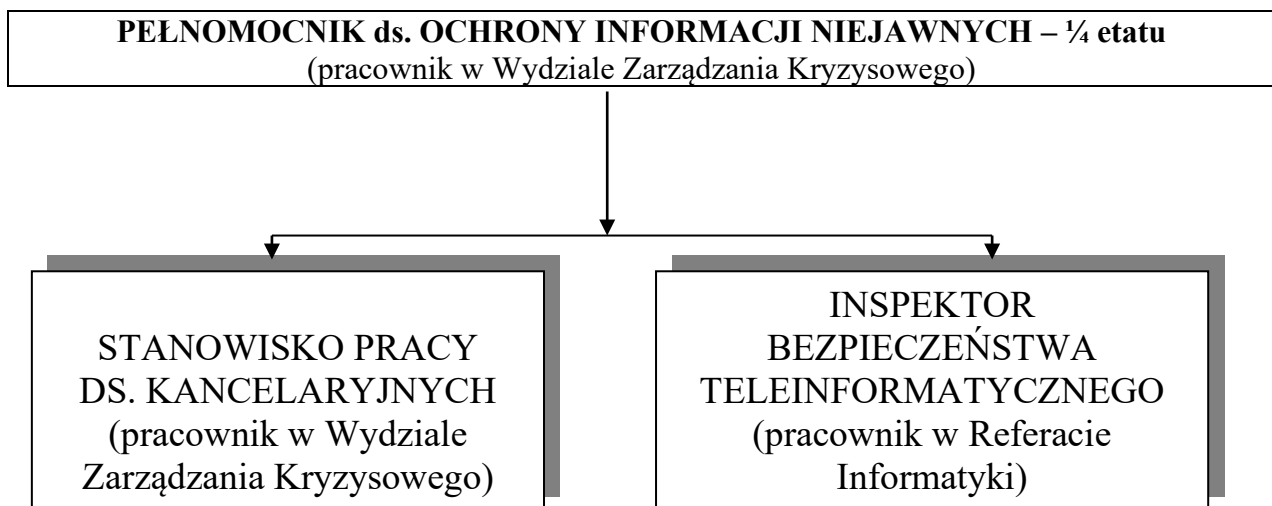 PEŁNOMOCNIK ds. OCHRONY INFORMACJI NIEJAWNYCH – ¼ etatu
(pracownik w Wydziale Zarządzania Kryzysowego)
STANOWISKO PRACY
DS. KANCELARYJNYCH
(pracownik w Wydziale
Zarządzania Kryzysowego)
INSPEKTOR
BEZPIECZEŃSTWA
TELEINFORMATYCZNEGO
(pracownik w Referacie
Informatyki)